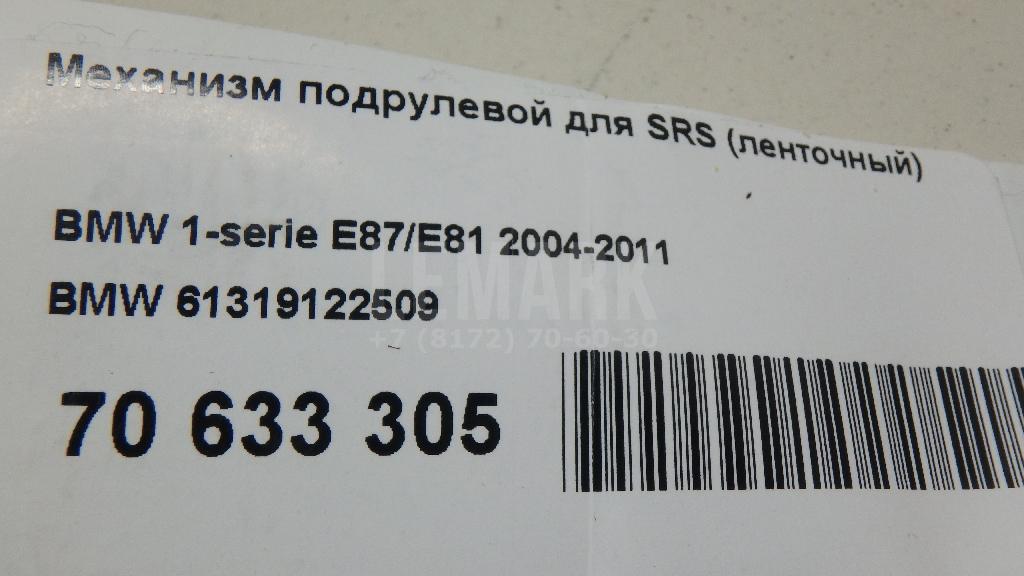 Механизм подрулевой для SRS (ленточный)
BMW 1-serie E87/E81 2004-2011
BMW 61319122509
LEMARK
+7 (8172) 70-60-30
70 633 305